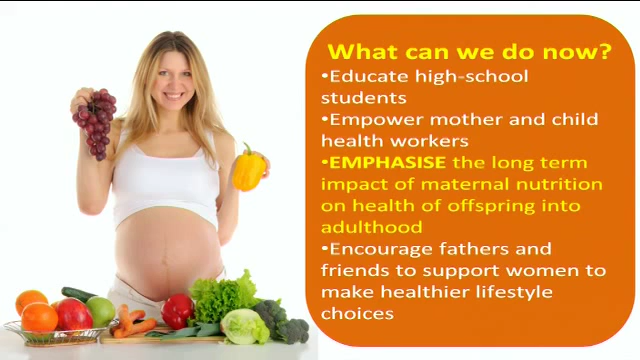 What can we do now?
•Educate high-school
students
•Empower mother and child
health workers
•EMPHASISE the long term
impact of maternal nutrition
on health of offspring into
adulthood
•Encourage fathers and
friends to support women to
make healthier lifestyle
choices